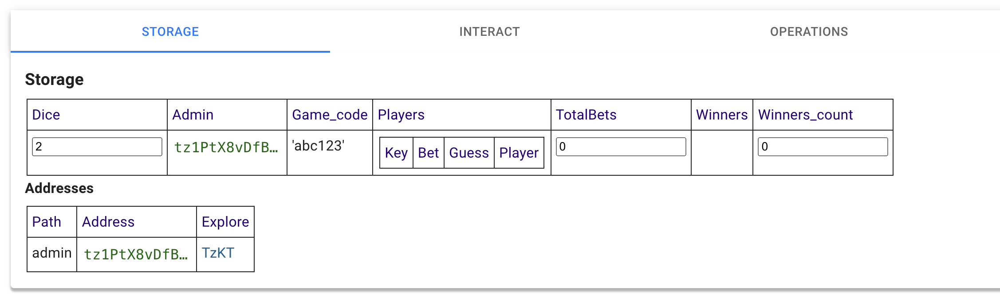 STORAGE INTERACT OPERATIONS
Storage
Dice Admin Game_code Players TotalBets Winners Winners_count
2 tz1PtX8vDfB… 'abc123' Key Bet Guess Player 0 0
Addresses
Path Address Explore
admin tz1PtX8vDfB… TzKT